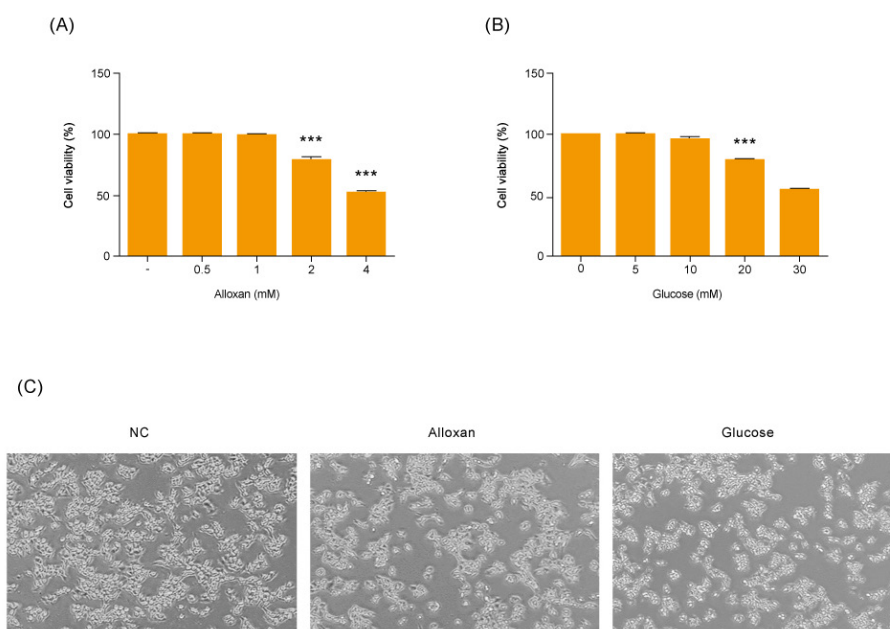 (A)
150
100
50
0
Cell viability (%)
***
***
- 0.5 1 2 4
Alloxan (mM)
(B)
150
100
50
0
Cell viability (%)
***
0 5 10 20 30
Glucose (mM)
(C)
NC Alloxan Glucose